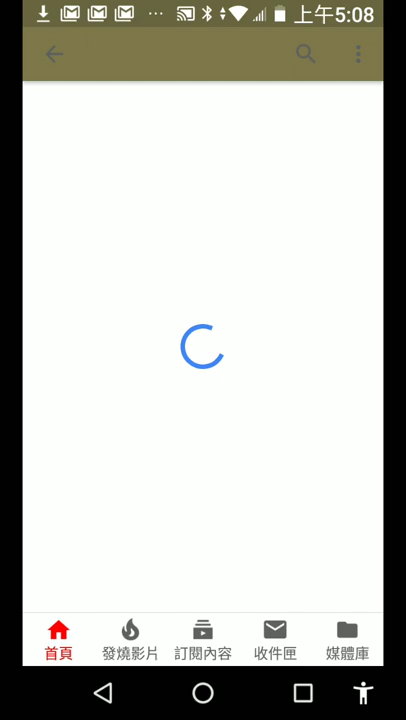 上午5:08
首頁
發燒影片
訂閱內容
收件匣
媒體庫